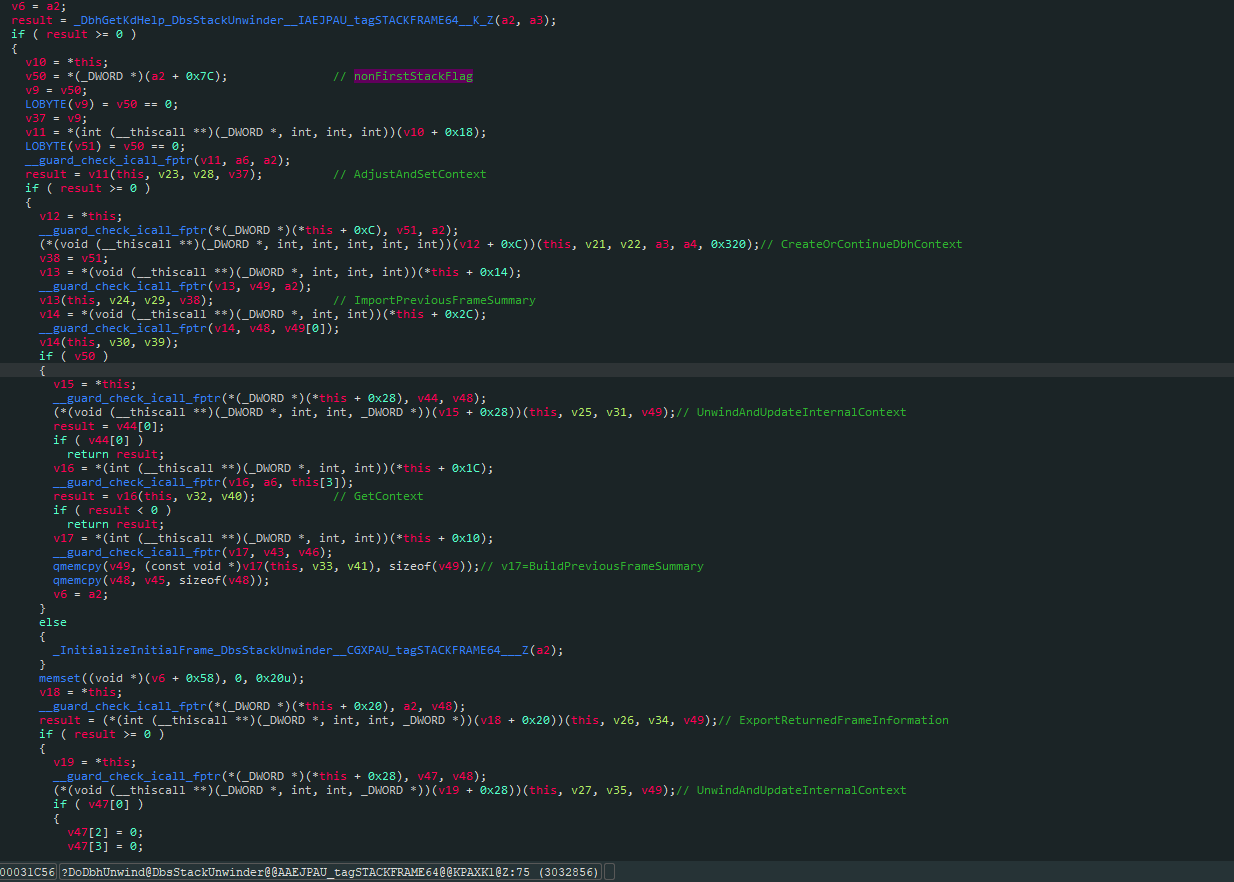 v6 = a2;
result = _DbhGetKdHelp_DbsStackUnwinder__IAEJPAU_tagSTACKFRAME64__K_Z(a2, a3);
if ( result >= 0 )
{
v10 = *this;
v50 = *(_DWORD *)(a2 + 0x7C); // nonFirstStackFlag
v9 = v50;
LOBYTE(v9) = v50 == 0;
v37 = v9;
v11 = *(int (__thiscall **)(_DWORD *, int, int, int))(v10 + 0x18);
LOBYTE(v51) = v50 == 0;
__guard_check_icall_fptr(v11, a6, a2);
result = v11(this, v23, v28, v37); // AdjustAndSetContext
if ( result >= 0 )
{
v12 = *this;
__guard_check_icall_fptr(*(_DWORD *)(*this + 0xC), v51, a2);
(*(void (__thiscall **)(_DWORD *, int, int, int, int, int))(v12 + 0xC))(this, v21, v22, a3, a4, 0x320);// CreateOrContinueDbhContext
v38 = v51;
v13 = *(void (__thiscall **)(_DWORD *, int, int, int))(*this + 0x14);
__guard_check_icall_fptr(v13, v49, a2);
v13(this, v24, v29, v38); // ImportPreviousFrameSummary
v14 = *(void (__thiscall **)(_DWORD *, int, int))(*this + 0x2C);
__guard_check_icall_fptr(v14, v48, v49[0]);
v14(this, v30, v39);
if ( v50 )
{
v15 = *this;
__guard_check_icall_fptr(*(_DWORD *)(*this + 0x28), v44, v48);
(*(void (__thiscall **)(_DWORD *, int, int, _DWORD *))(v15 + 0x28))(this, v25, v31, v49);// UnwindAndUpdateInternalContext
result = v44[0];
if ( v44[0] )
return result;
v16 = *(int (__thiscall **)(_DWORD *, int, int))(*this + 0x1C);
__guard_check_icall_fptr(v16, a6, this[3]);
result = v16(this, v32, v40); // GetContext
if ( result < 0 )
return result;
v17 = *(int (__thiscall **)(_DWORD *, int, int))(*this + 0x10);
__guard_check_icall_fptr(v17, v43, v46);
qmemcpy(v49, (const void *)v17(this, v33, v41), sizeof(v49));// v17=BuildPreviousFrameSummary
qmemcpy(v48, v45, sizeof(v48));
v6 = a2;
}
else
{
_InitializeInitialFrame_DbsStackUnwinder__CGXPAU_tagSTACKFRAME64___Z(a2);
}
memset((void *)(v6 + 0x58), 0, 0x20u);
v18 = *this;
__guard_check_icall_fptr(*(_DWORD *)(*this + 0x20), a2, v48);
result = (*(int (__thiscall **)(_DWORD *, int, int, _DWORD *))(v18 + 0x20))(this, v26, v34, v49);// ExportReturnedFrameInformation
if ( result >= 0 )
{
v19 = *this;
__guard_check_icall_fptr(*(_DWORD *)(*this + 0x28), v47, v48);
(*(void (__thiscall **)(_DWORD *, int, int, _DWORD *))(v19 + 0x28))(this, v27, v35, v49);// UnwindAndUpdateInternalContext
if ( v47[0] )
{
v47[2] = 0;
v47[3] = 0;
00031C56 ?DoDbhUnwind@DbsStackUnwinder@@AAEJPAU_tagSTACKFRAME64@@KPAXK1@Z:75 (3032856)